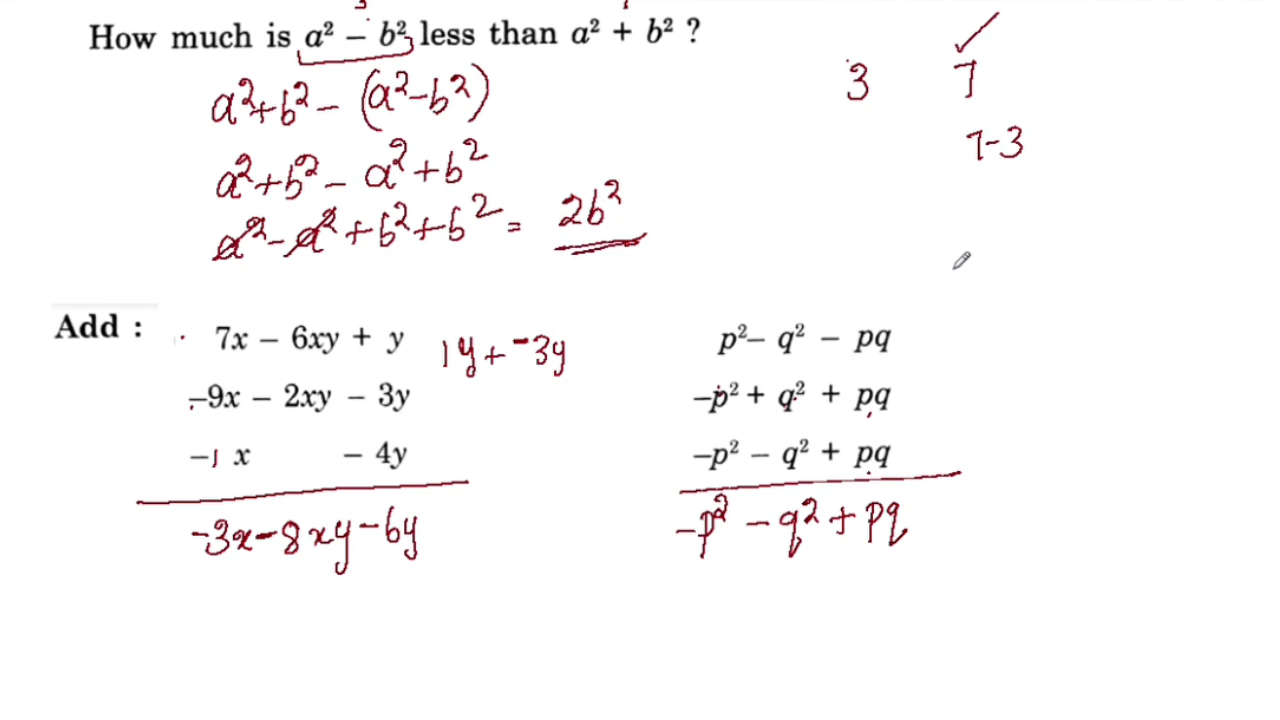 How much is a² – b², less than a² + b² ?
a²+b² – (a²–b²)
3 7
7-3
a²+b² – a²+b²
a² – a² + b²+b² = 2b²
Add :
7x – 6xy + y
1y + -3y
–9x – 2xy – 3y
–1 x – 4y
-3x-8xy-6y
p²– q² – pq
–p² + q² + pq
–p² – q² + pq
-p² - q² + pq